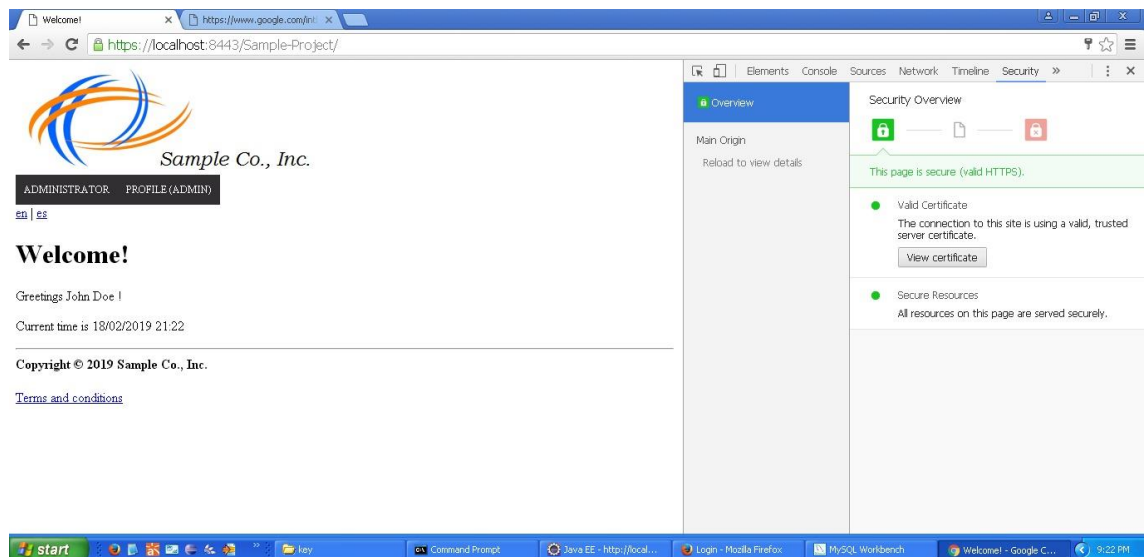 Welcome!
https://www.google.com/int
https://localhost:8443/Sample-Project/
Elements Console Sources Network Timeline Security »
Sample Co., Inc.
ADMINISTRATOR PROFILE (ADMIN)
en | es
Welcome!
Greetings John Doe !
Current time is 18/02/2019 21:22
Copyright © 2019 Sample Co., Inc.
Terms and conditions
Overview
Main Origin
Reload to view details
Security Overview
This page is secure (valid HTTPS).
Valid Certificate
The connection to this site is using a valid, trusted
server certificate.
View certificate
Secure Resources
All resources on this page are served securely.
start
key
Command Prompt
Java EE - http://local...
Login - Mozilla Firefox
MySQL Workbench
Welcome! - Google C...
9:22 PM